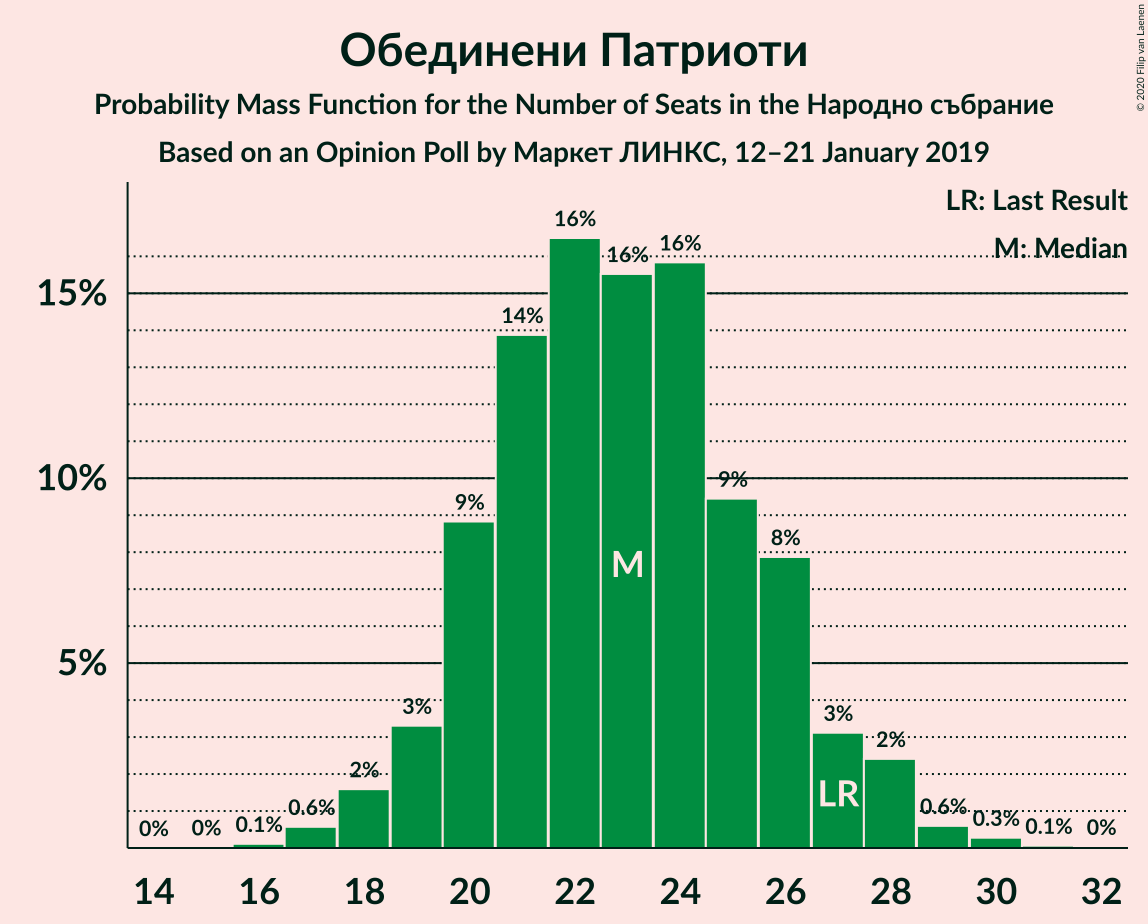 Обединени Патриоти
Probability Mass Function for the Number of Seats in the Народно събрание
Based on an Opinion Poll by Маркет ЛИНКС, 12–21 January 2019
© 2020 Filip van Laenen
LR: Last Result
M: Median
15%
10%
5%
0%
0%
0.1%
0.6%
2%
3%
9%
14%
16%
16%
16%
9%
8%
3%
2%
0.6%
0.3%
0.1%
0%
M
LR
14 16 18 20 22 24 26 28 30 32